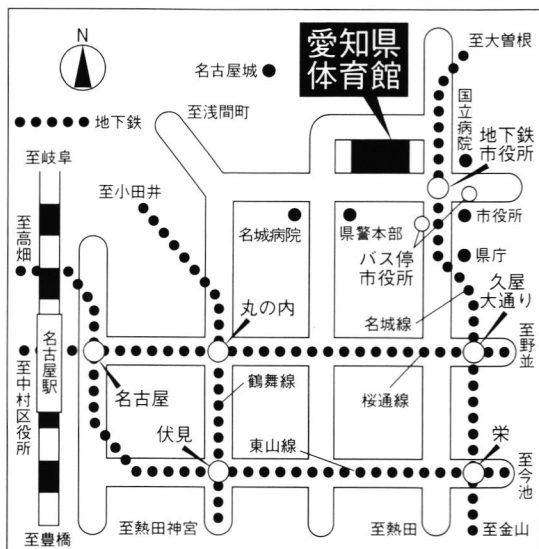 愛知県
体育館
N
名古屋城
至大曽根
至浅間町
国立病院
地下鉄
地下鉄
市役所
至岐阜
至小田井
至高畑
名城病院
県警本部
市役所
バス停
市役所
県庁
丸の内
名城線
久屋
大通り
至野並
名古屋駅
至中村区役所
名古屋
鶴舞線
桜通線
伏見
東山線
栄
至今池
至豊橋
至熱田神宮
至熱田
至金山